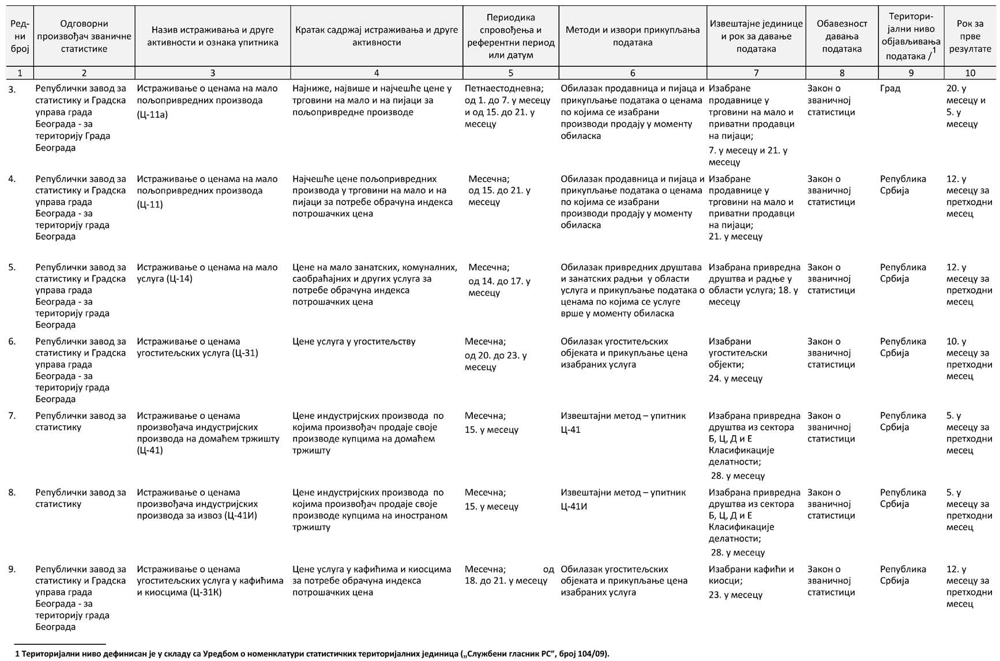 Ред-
ни
број
Одговорни
произвођач званичне
статистике
Назив истраживања и друге
активности и ознака упитника
Кратак садржај истраживања и друге
активности
Периодика
спровођења и
референтни период
или датум
Методи и извори прикупљања
података
Извештајне јединице
и рок за давање
података
Обавезност
давања
података
Територи-
јални ниво
објављивања
података /1
Рок за
прве
резултате
1 2 3 4 5 6 7 8 9 10
3.
Републички завод за
статистику и Градска
управа града
Београда - за
територију Града
Београда
Истраживање о ценама на мало
пољопривредних производа
(Ц-11а)
Најниже, највише и најчешће цене у
трговини на мало и на пијаци за
пољопривредне производе
Петнаестодневна;
од 1. до 7. у месецу
и од 15. до 21. у
месецу
Обилазак продавница и пијаца и
прикупљање података о ценама
по којима се изабрани
производи продају у моменту
обиласка
Изабране
продавнице у
трговини на мало и
приватни продавци
на пијаци;
7. у месецу и 21. у
месецу
Закон о
званичној
статистици
Град
20. у
месецу и
5. у
месецу
4.
Републички завод за
статистику и Градска
управа града
Београда - за
територију града
Београда
Истраживање о ценама на мало
пољопривредних производа
(Ц-11)
Најчешће цене пољопривредних
производа у трговини на мало и на
пијаци за потребе обрачуна индекса
потрошачких цена
Месечна;
од 15. до 21. у
месецу
Обилазак продавница и пијаца и
прикупљање података о ценама
по којима се изабрани
производи продају у моменту
обиласка
Изабране
продавнице у
трговини на мало и
приватни продавци
на пијаци;
21. у месецу
Закон о
званичној
статистици
Република
Србија
12. у
месецу за
претходни
месец
5.
Републички завод за
статистику и Градска
управа града
Београда - за
територију града
Београда
Истраживање о ценама на мало
услуга (Ц-14)
Цене на мало занатских, комуналних,
саобраћајних и других услуга за
потребе обрачуна индекса
потрошачких цена
Месечна;
од 14. до 17. у
месецу
Обилазак привредних друштава
и занатских радњи у области
услуга и прикупљање података о
ценама по којима се услуге
врше у моменту обиласка
Изабрана привредна
друштва и радње у
области услуга; 18. у
месецу
Закон о
званичној
статистици
Република
Србија
12. у
месецу за
претходни
месец
6.
Републички завод за
статистику и Градска
управа града
Београда - за
територију града
Београда
Истраживање о ценама
угоститељских услуга (Ц-31)
Цене услуга у угоститељству
Месечна;
од 20. до 23. у
месецу
Обилазак угоститељских
објеката и прикупљање цена
изабраних услуга
Изабрани
угоститељски
објекти;
24. у месецу
Закон о
званичној
статистици
Република
Србија
10. у
месецу за
претходни
месец
7.
Републички завод за
статистику
Истраживање о ценама
произвођача индустријских
производа на домаћем тржишту
(Ц-41)
Цене индустријских производа по
којима произвођач продаје своје
производе купцима на домаћем
тржишту
Месечна;
15. у месецу
Извештајни метод – упитник
Ц-41
Изабрана привредна
друштва из сектора
Б, Ц, Д и Е
Класификације
делатности;
28. у месецу
Закон о
званичној
статистици
Република
Србија
5. у
месецу за
претходни
месец
8.
Републички завод за
статистику
Истраживање о ценама
произвођача индустријских
производа за извоз (Ц-41И)
Цене индустријских производа по
којима произвођач продаје своје
производе купцима на иностраном
тржишту
Месечна;
15. у месецу
Извештајни метод – упитник
Ц-41И
Изабрана привредна
друштва из сектора
Б, Ц, Д и Е
Класификације
делатности;
28. у месецу
Закон о
званичној
статистици
Република
Србија
5. у
месецу за
претходни
месец
9.
Републички завод за
статистику и Градска
управа града
Београда - за
територију града
Београда
Истраживање о ценама
угоститељских услуга у кафићима
и киосцима (Ц-31К)
Цене услуга у кафићима и киосцима
за потребе обрачуна индекса
потрошачких цена
Месечна; од
18. до 21. у месецу
Обилазак угоститељских
објеката и прикупљање цена
изабраних услуга
Изабрани кафићи и
киосци;
23. у месецу
Закон о
званичној
статистици
Република
Србија
12. у
месецу за
претходни
месец
1 Територијални ниво дефинисан је у складу са Уредбом о номенклатури статистичких територијалних јединица („Службени гласник РС”, број 104/09).